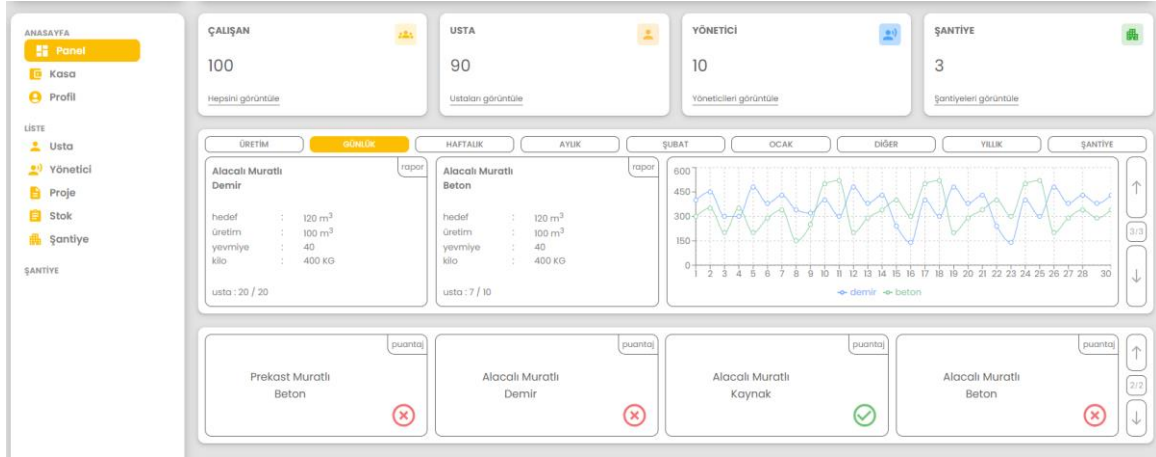 ANASAYFA
Panel
Kasa
Profil
LİSTE
Usta
Yönetici
Proje
Stok
Şantiye
ŞANTİYE
ÇALIŞAN
100
Hepsini görüntüle
USTA
90
Ustaları görüntüle
YÖNETİCİ
10
Yöneticileri görüntüle
ŞANTİYE
3
Şantiyeleri görüntüle
ÜRETİM GÜNLÜK HAFTALIK AYLIK ŞUBAT OCAK DİĞER YILLIK ŞANTİYE
rapor
Alacalı Muratlı
Demir
hedef : 120 m³
üretim : 100 m³
yevmiye : 40
kilo : 400 KG
usta : 20 / 20
rapor
Alacalı Muratlı
Beton
hedef : 120 m³
üretim : 100 m³
yevmiye : 40
kilo : 400 KG
usta : 7 / 10
600
450
300
150
0
1 2 3 4 5 6 7 8 9 10 11 12 13 14 15 16 17 18 19 20 21 22 23 24 25 26 27 28 30
demir beton
3/3
puantaj
Prekast Muratlı
Beton
puantaj
Alacalı Muratlı
Demir
puantaj
Alacalı Muratlı
Kaynak
puantaj
Alacalı Muratlı
Beton
2/2